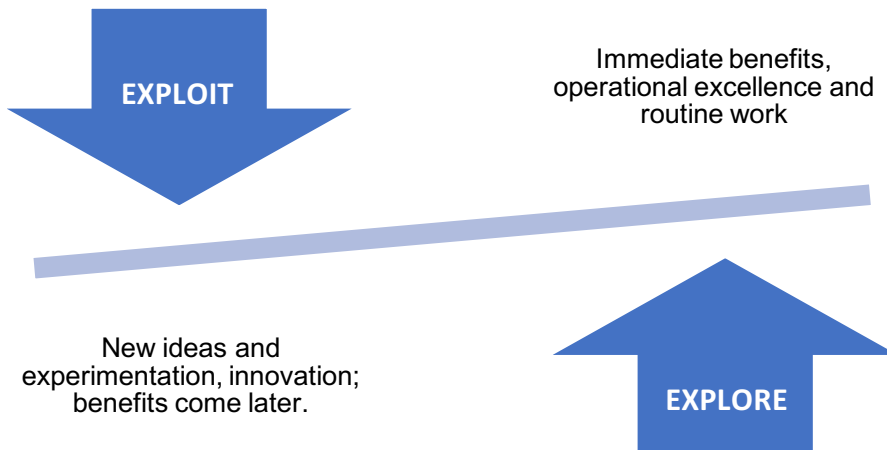 EXPLOIT
Immediate benefits,
operational excellence and
routine work
New ideas and
experimentation, innovation;
benefits come later.
EXPLORE